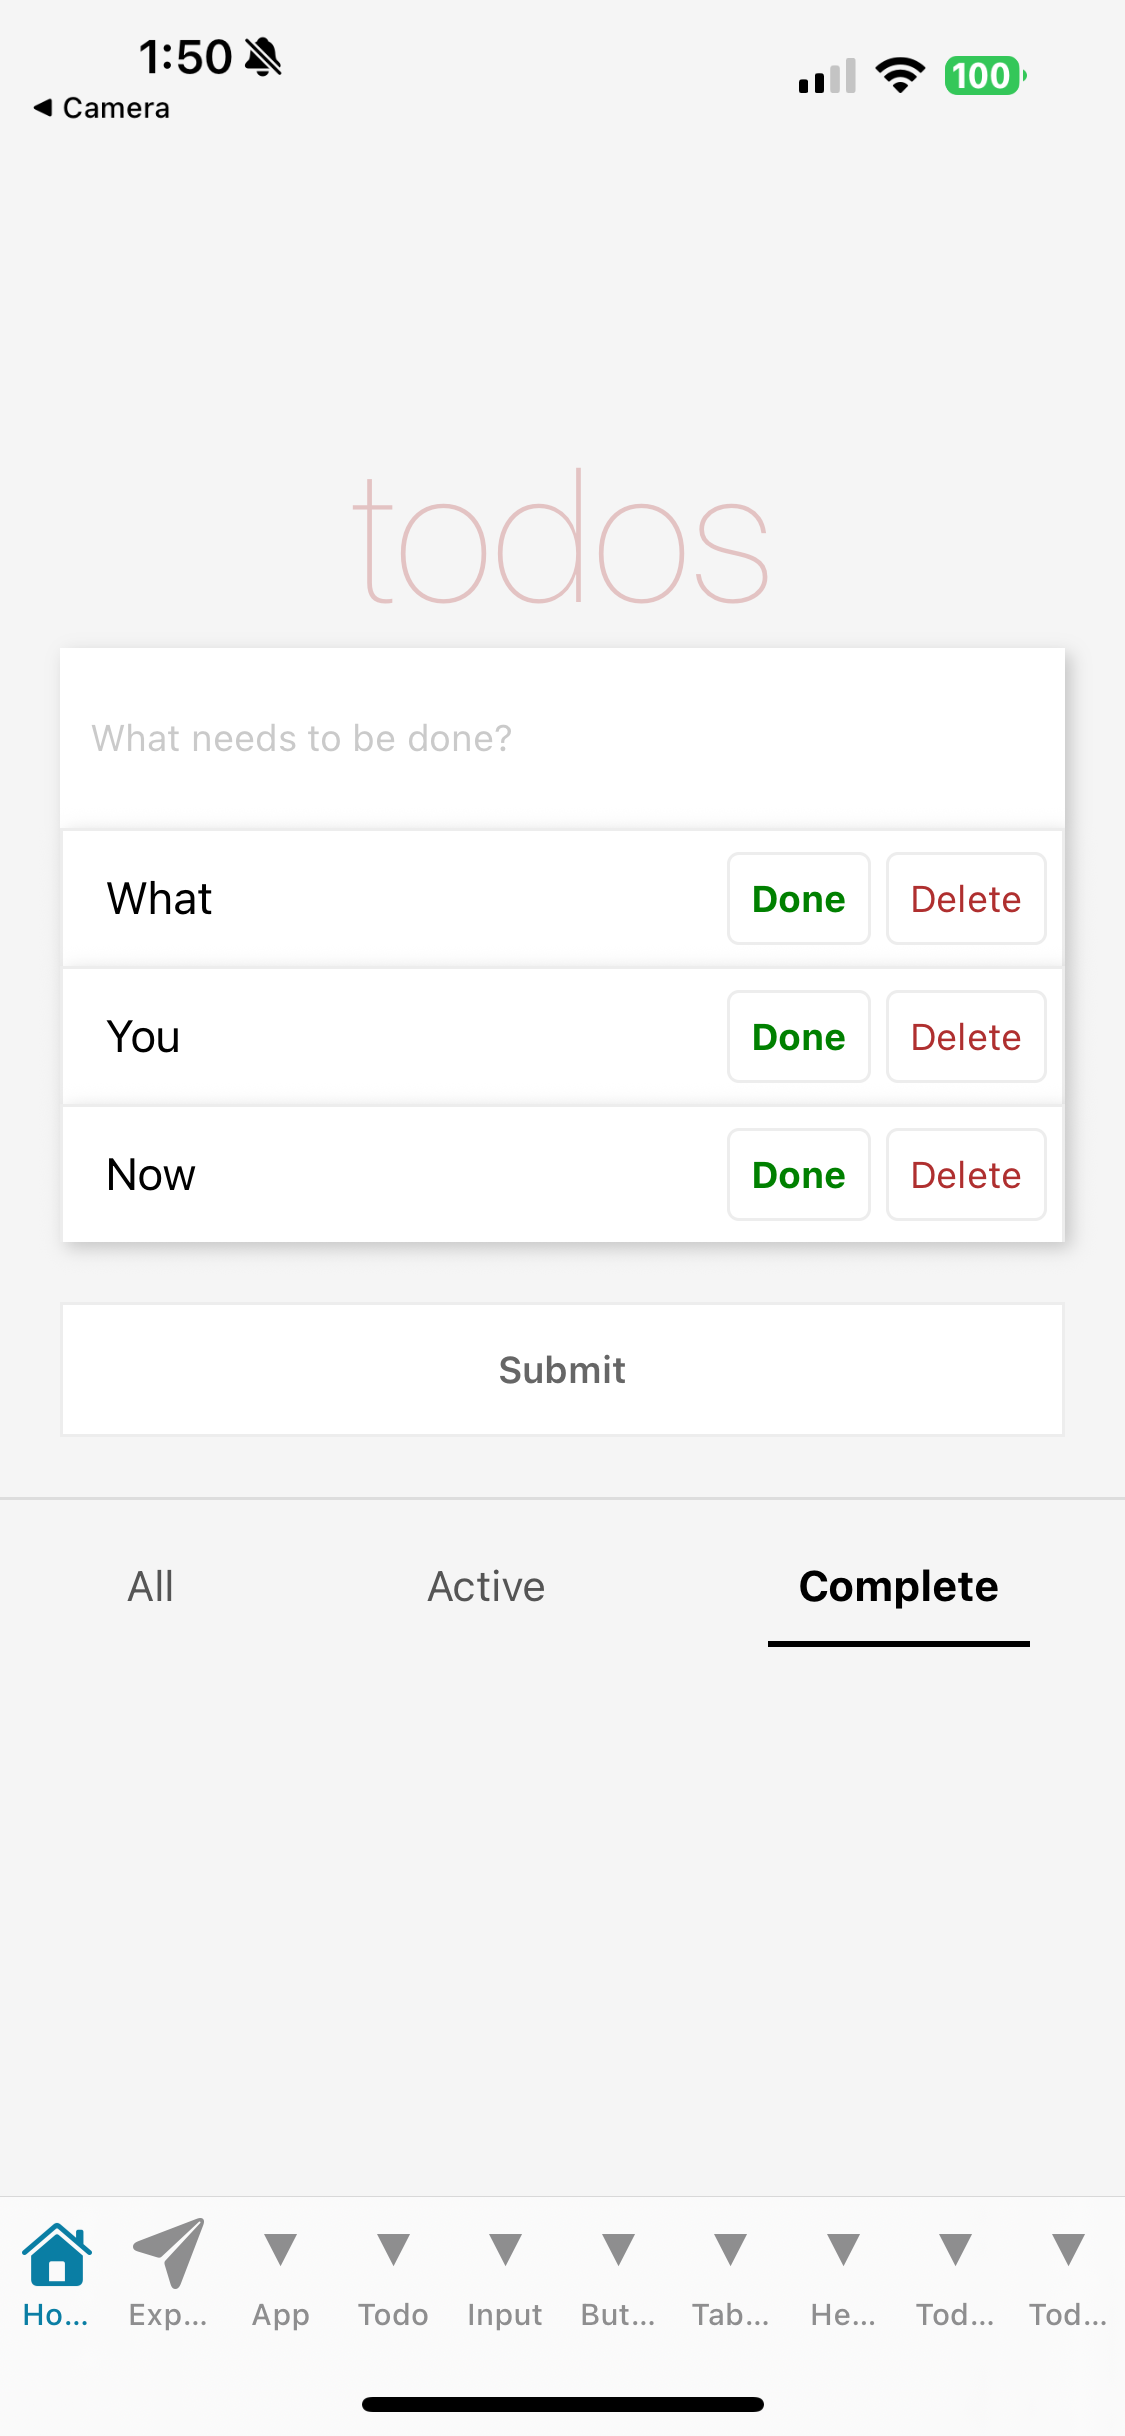 1:50
100
◀ Camera
todos
What needs to be done?
What Done Delete
You Done Delete
Now Done Delete
Submit
All Active Complete
Ho... Exp... App Todo Input But... Tab... He... Tod... Tod...